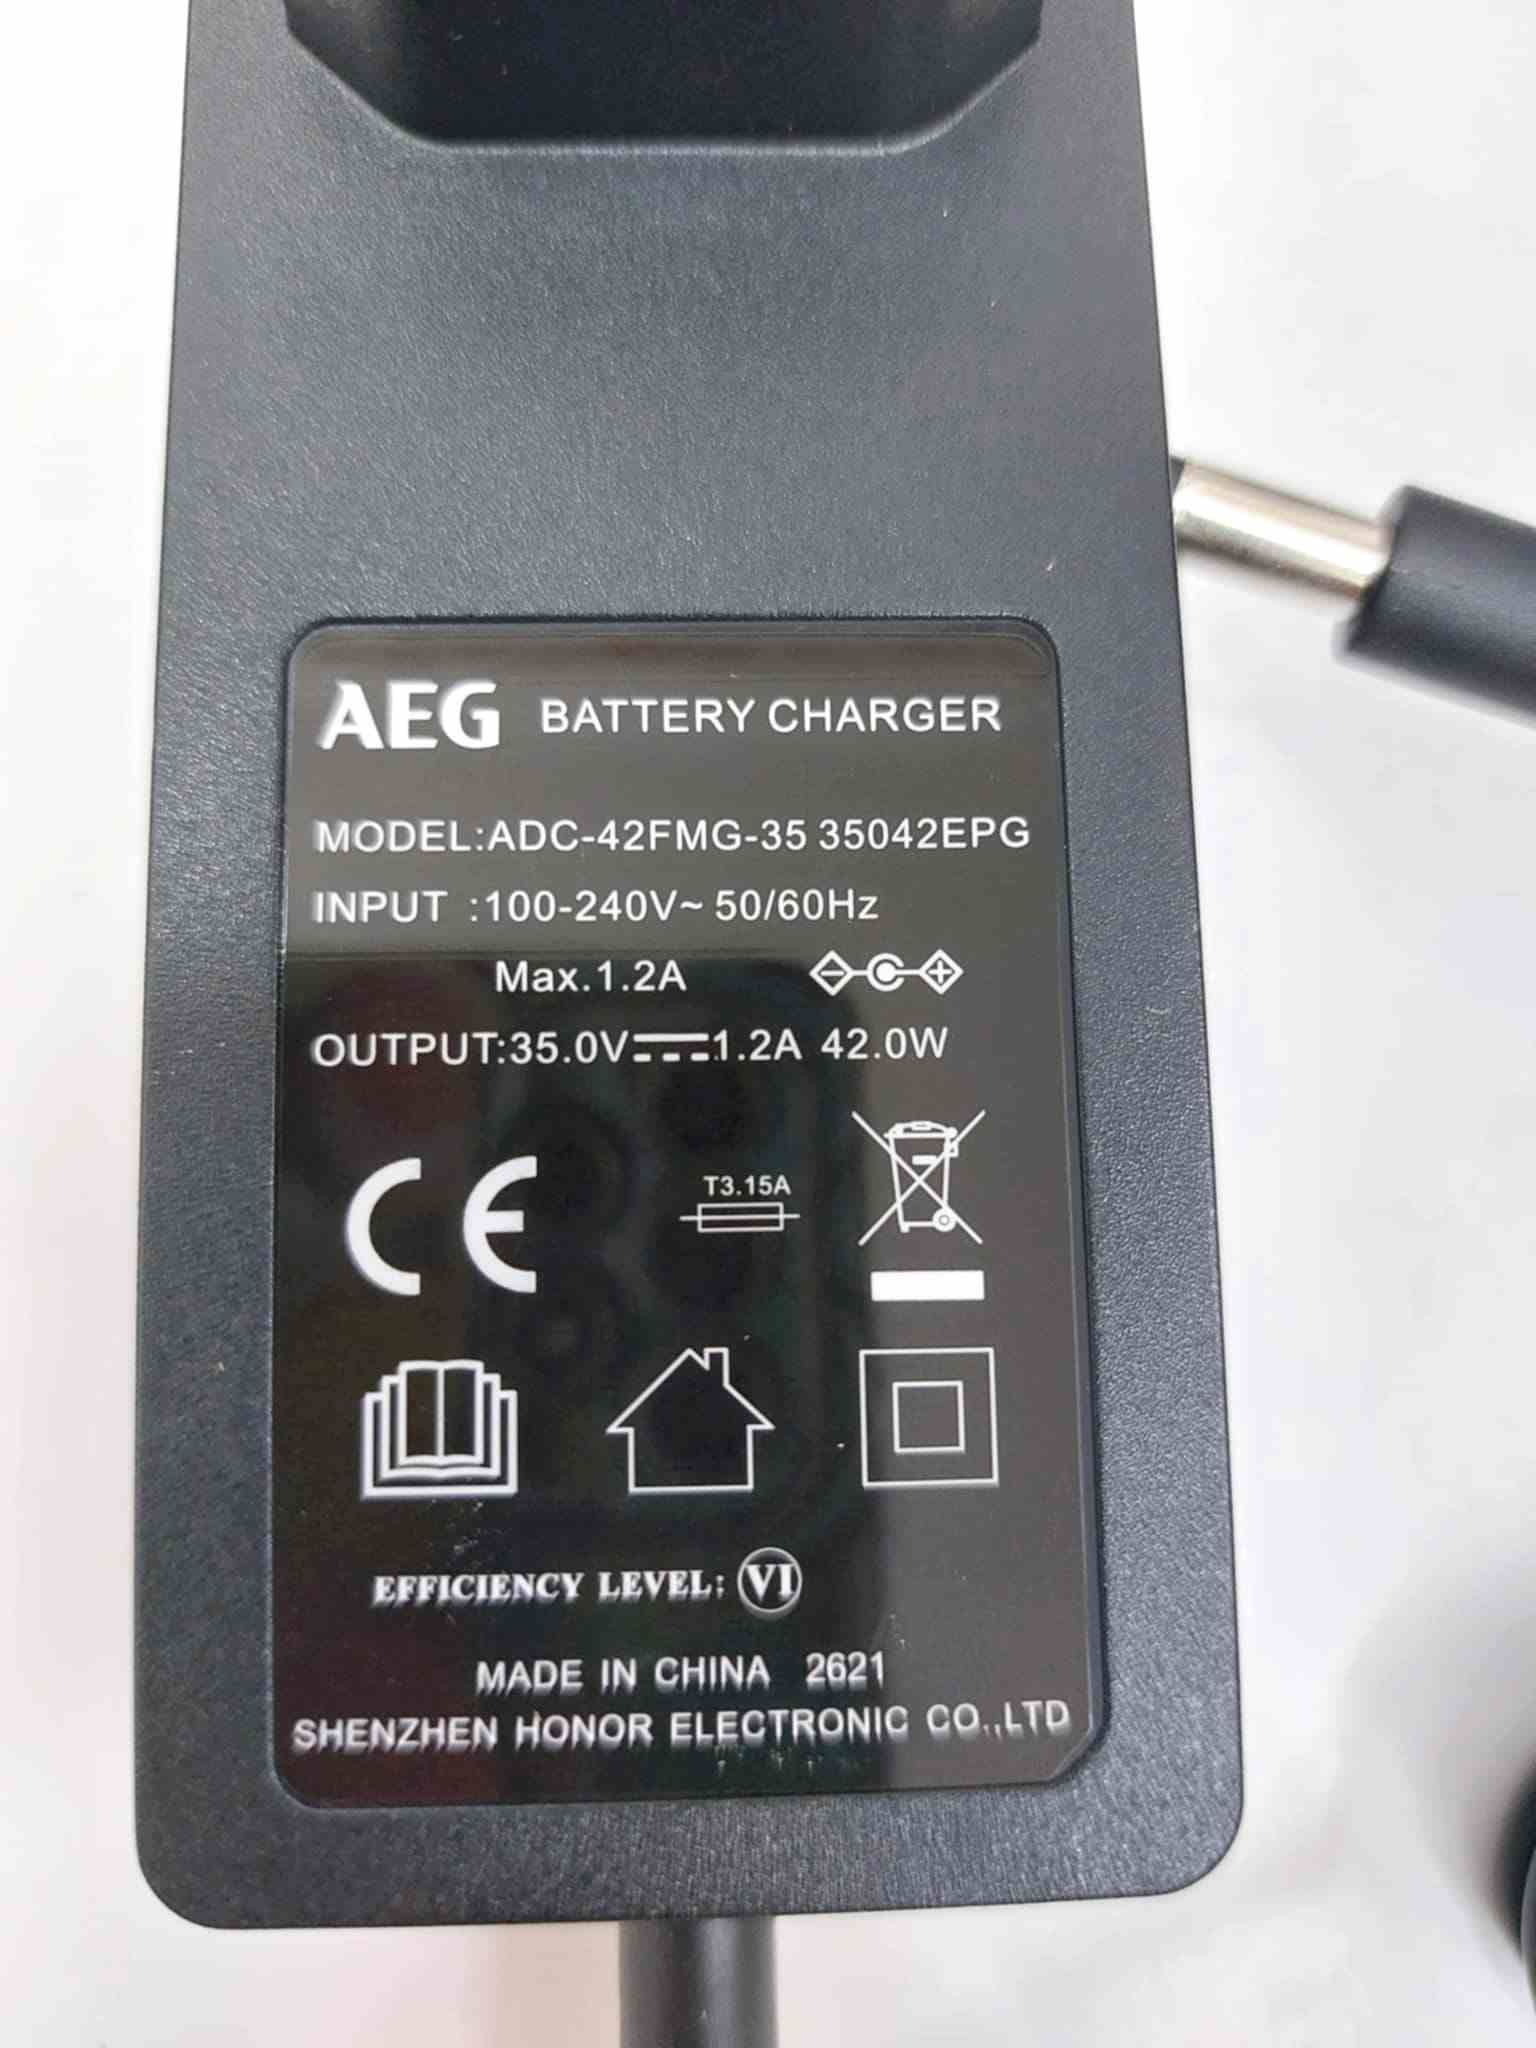 AEG BATTERY CHARGER
MODEL:ADC-42FMG-35 35042EPG
INPUT :100-240V~ 50/60Hz
Max.1.2A
OUTPUT:35.0V⎓1.2A 42.0W
CE
T3.15A
EFFICIENCY LEVEL: VI
MADE IN CHINA 2621
SHENZHEN HONOR ELECTRONIC CO.,LTD